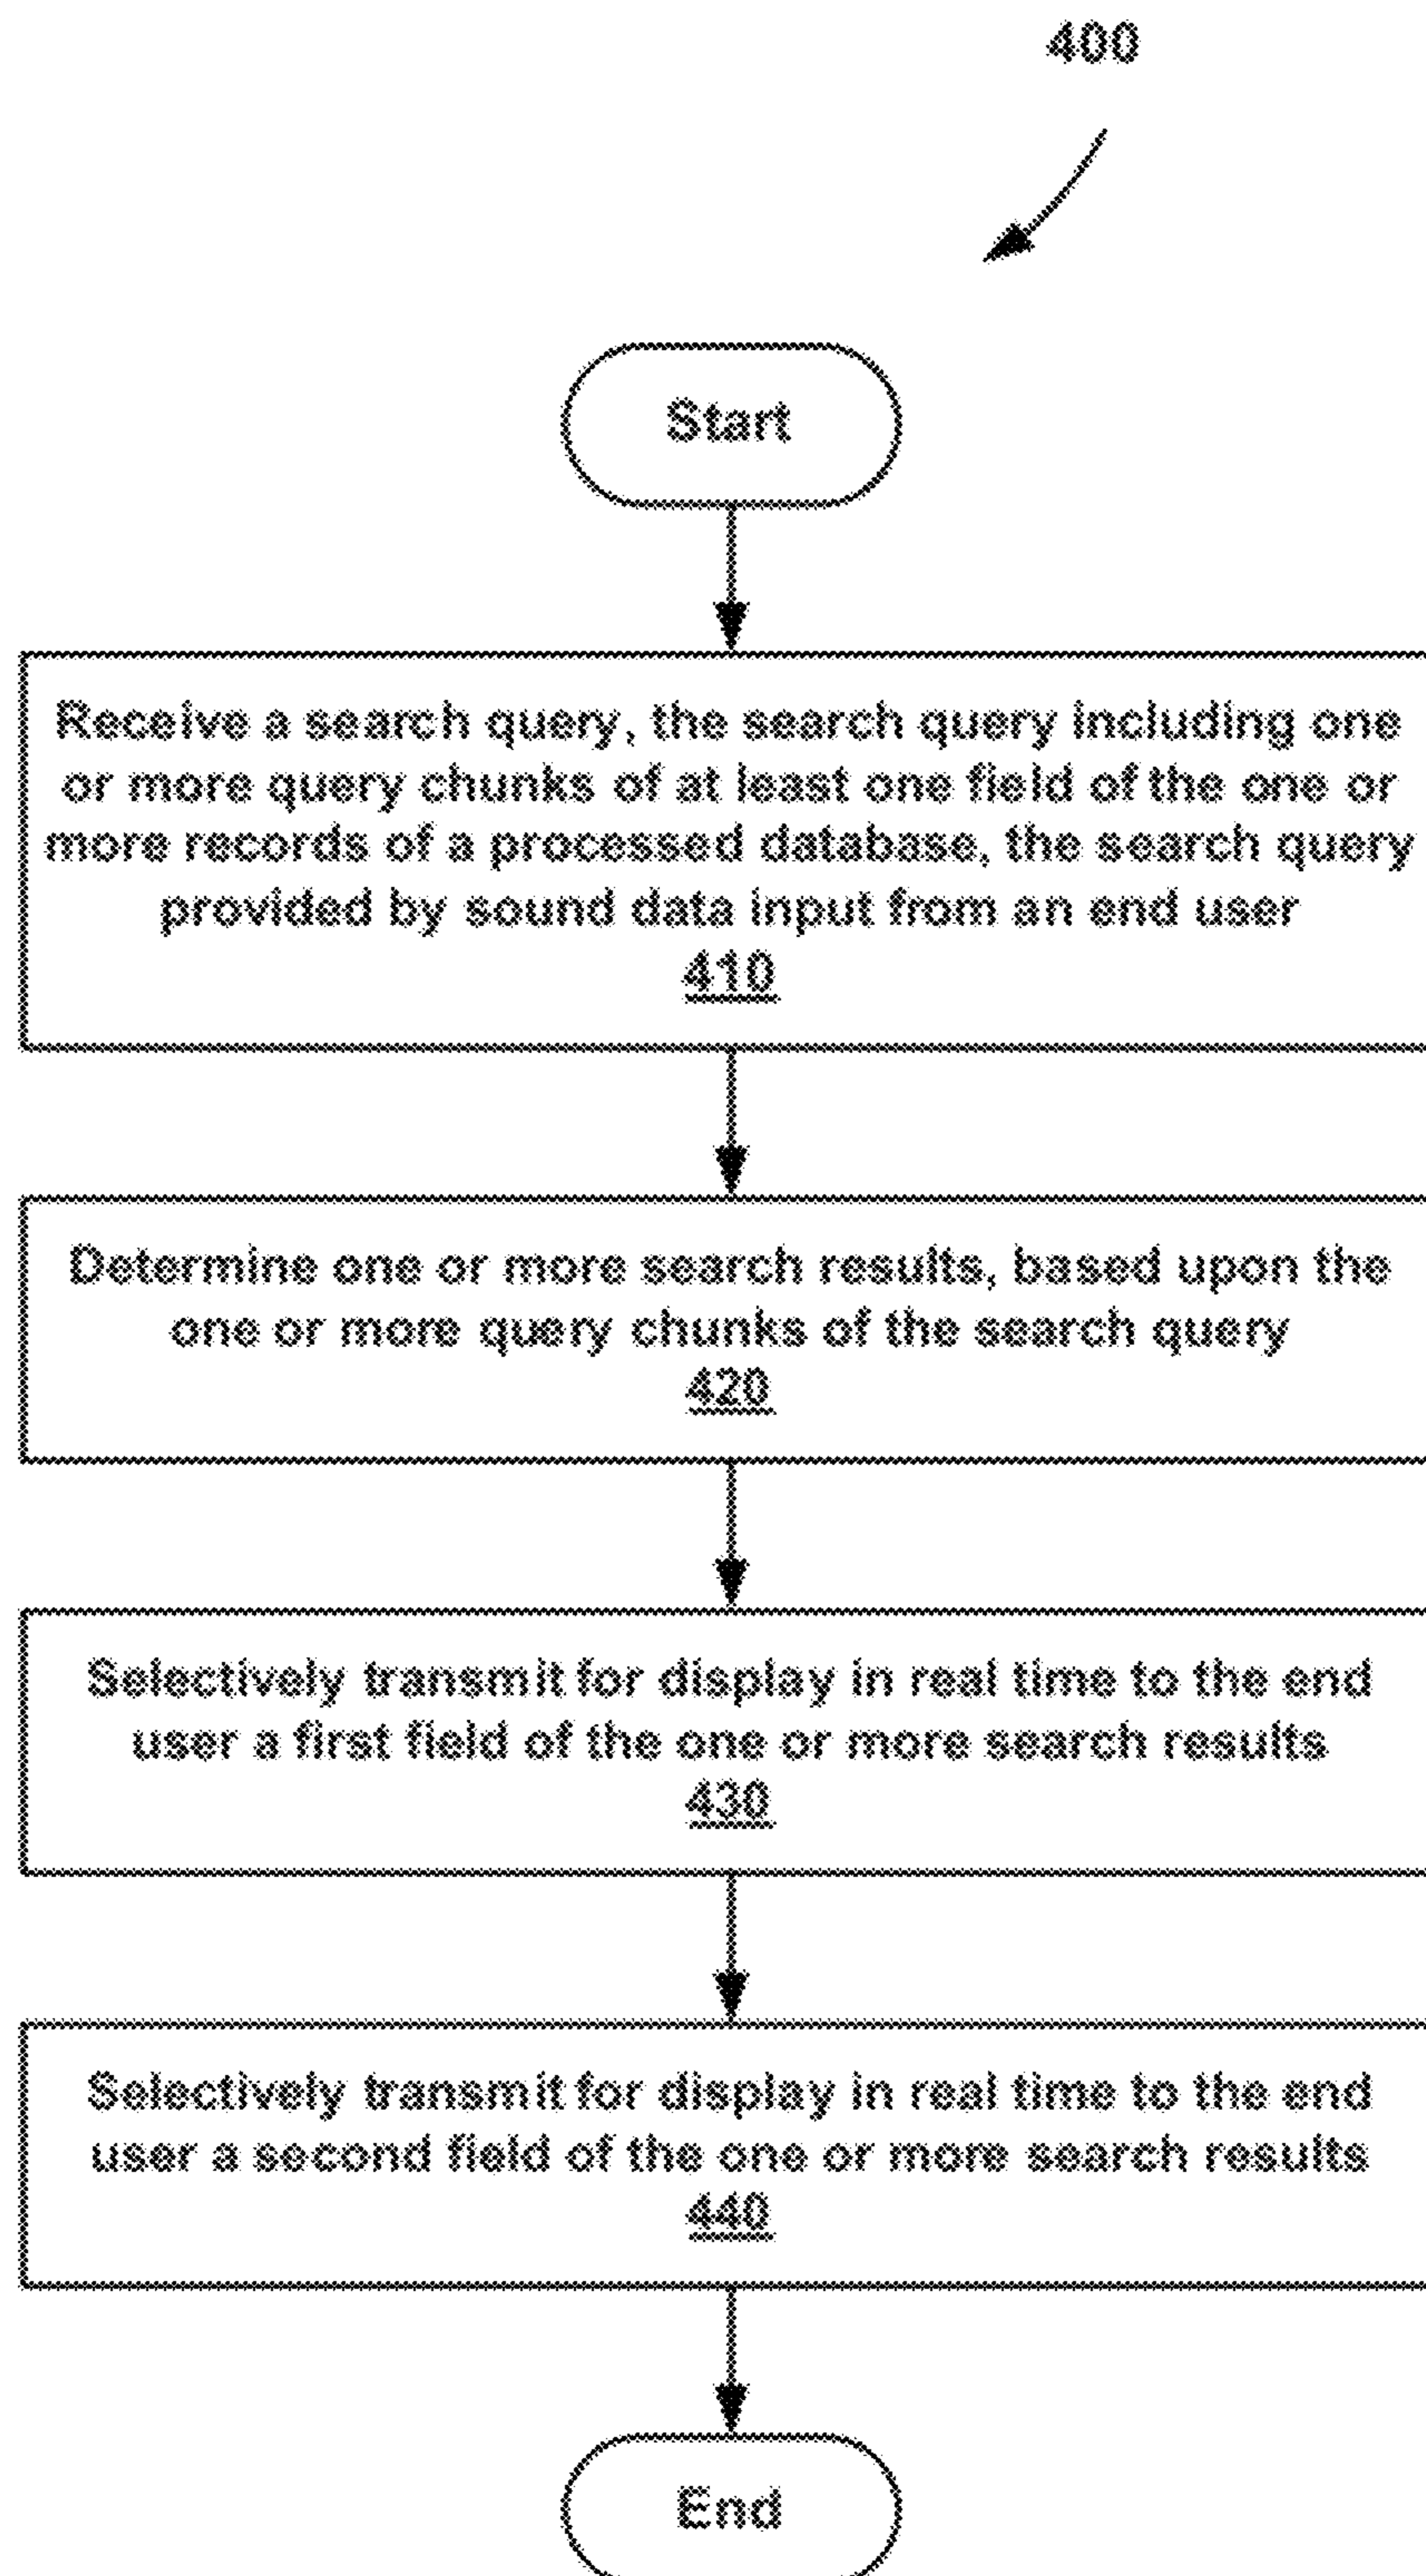 400
Start
Receive a search query, the search query including one
or more query chunks of at least one field of the one or
more records of a processed database, the search query
provided by sound data input from an end user
410
Determine one or more search results, based upon the
one or more query chunks of the search query
420
Selectively transmit for display in real time to the end
user a first field of the one or more search results
430
Selectively transmit for display in real time to the end
user a second field of the one or more search results
440
End